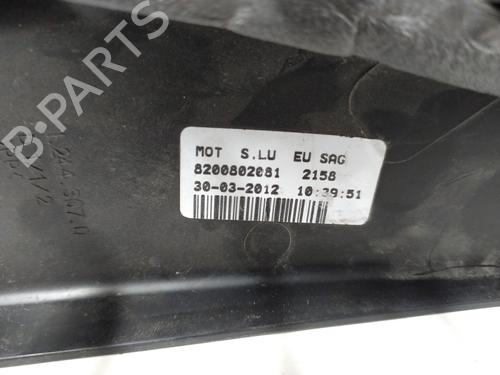 MOT S.LU EU SAG
8200802081 2158
30-03-2012 10:39:51
B-PARTS